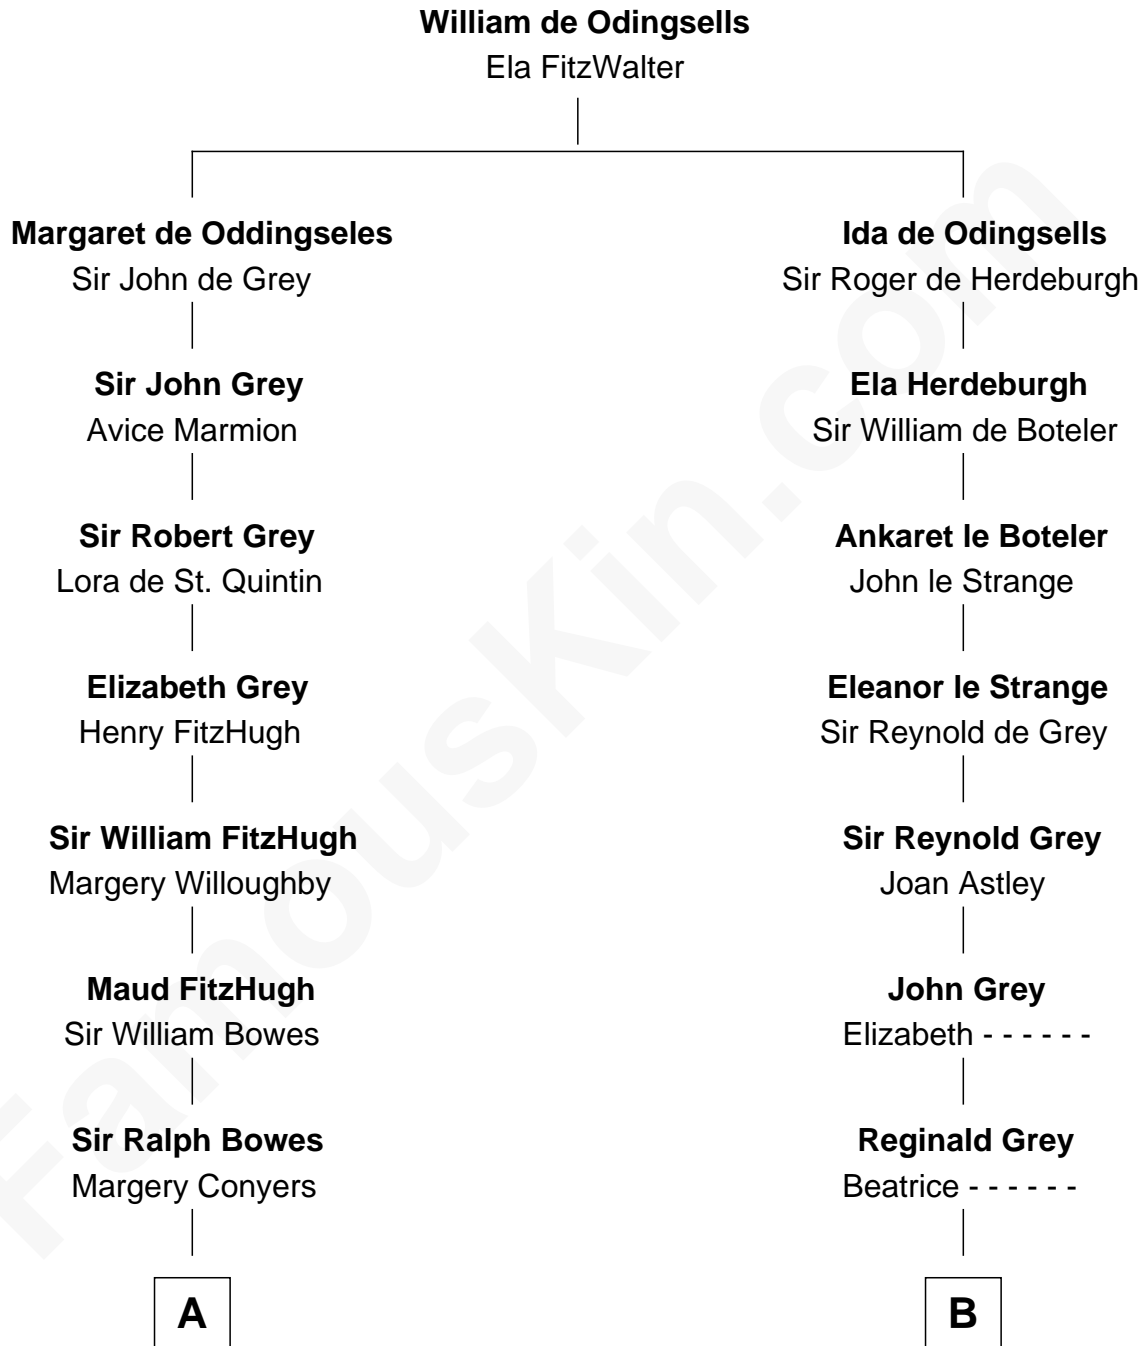 William de Odingsells
Ela FitzWalter
Margaret de Oddingseles
Sir John de Grey
Ida de Odingsells
Sir Roger de Herdeburgh
Sir John Grey
Avice Marmion
Ela Herdeburgh
Sir William de Boteler
Sir Robert Grey
Lora de St. Quintin
Ankaret le Boteler
John le Strange
Elizabeth Grey
Henry FitzHugh
Eleanor le Strange
Sir Reynold de Grey
Sir William FitzHugh
Margery Willoughby
Sir Reynold Grey
Joan Astley
Maud FitzHugh
Sir William Bowes
John Grey
Elizabeth - - - - - -
Sir Ralph Bowes
Margery Conyers
Reginald Grey
Beatrice - - - - - -
A
B
FamousKin.com